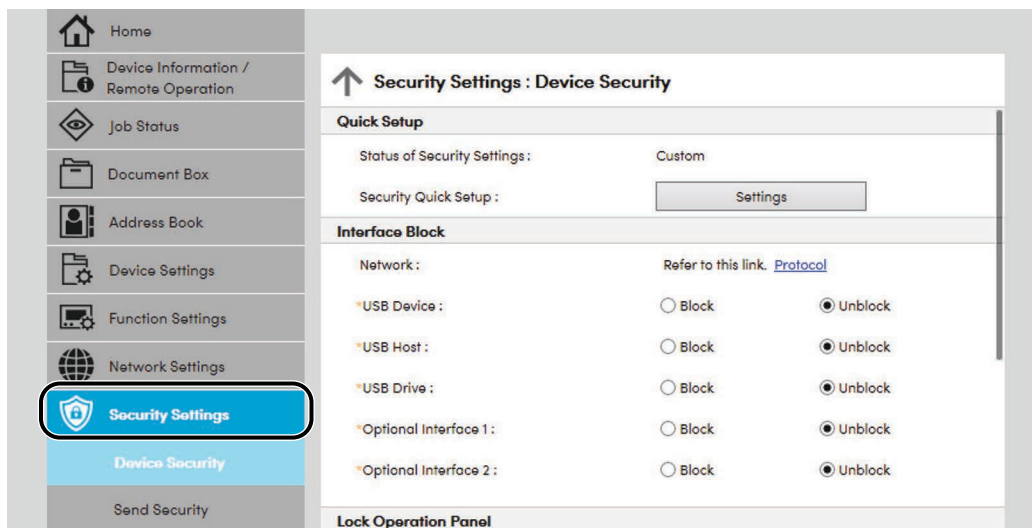 Home
Device Information /
Remote Operation
Job Status
Document Box
Address Book
Device Settings
Function Settings
Network Settings
Security Settings
Device Security
Send Security
Security Settings : Device Security
Quick Setup
Status of Security Settings : Custom
Security Quick Setup : Settings
Interface Block
Network : Refer to this link. Protocol
*USB Device : Block Unblock
*USB Host : Block Unblock
*USB Drive : Block Unblock
*Optional Interface 1 : Block Unblock
*Optional Interface 2 : Block Unblock
Lock Operation Panel